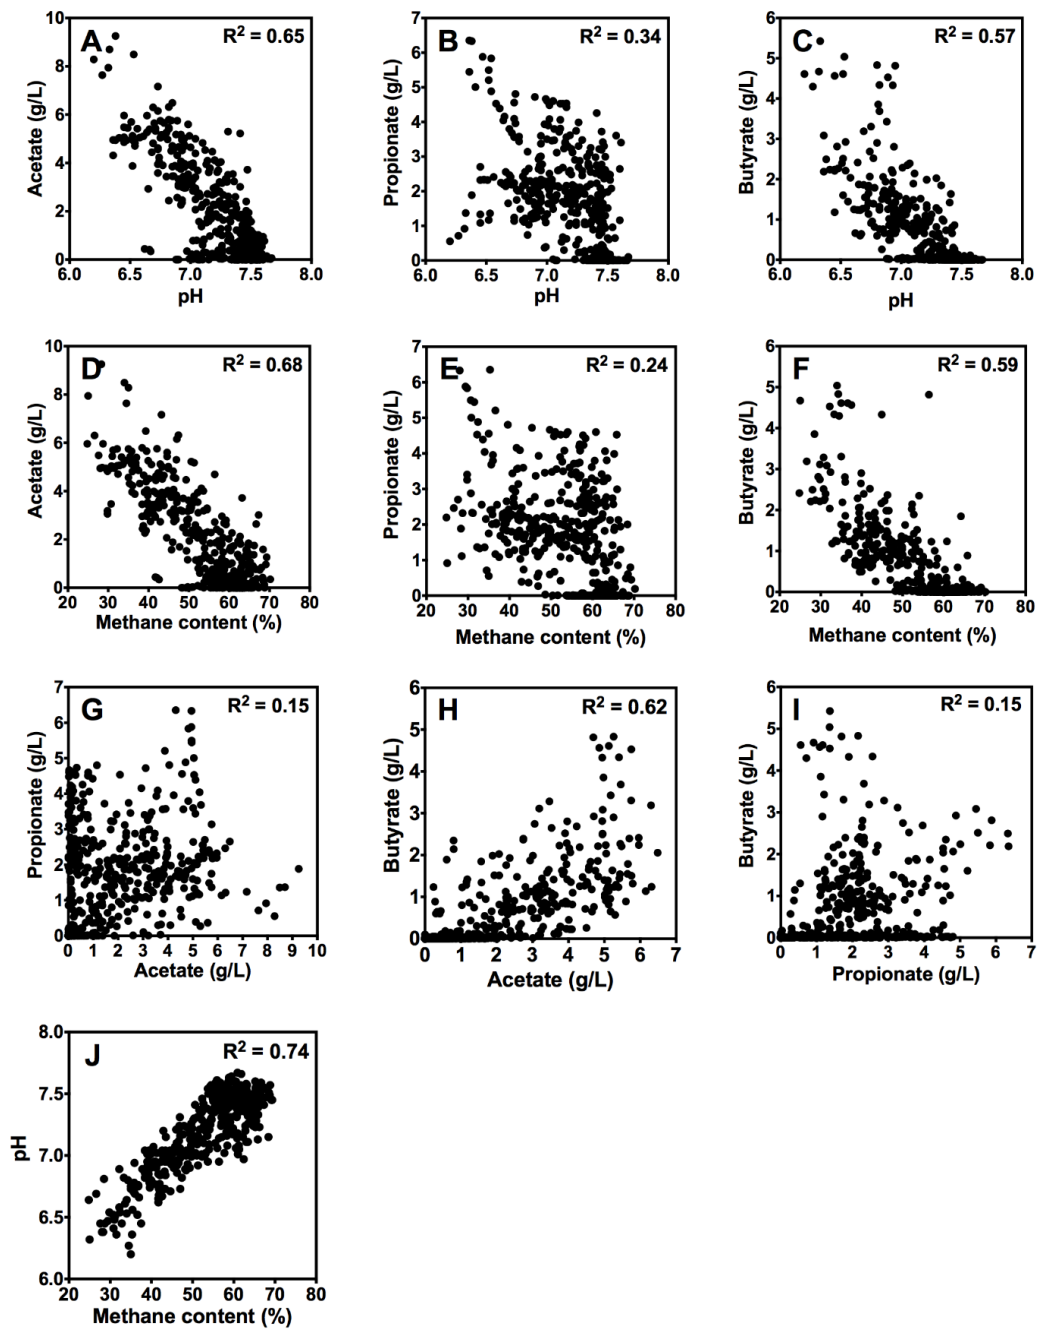 A R² = 0.65
Acetate (g/L)
10
8
6
4
2
0
6.0 6.5 7.0 7.5 8.0
pH
B R² = 0.34
Propionate (g/L)
7
6
5
4
3
2
1
0
6.0 6.5 7.0 7.5 8.0
pH
C R² = 0.57
Butyrate (g/L)
6
5
4
3
2
1
0
6.0 6.5 7.0 7.5 8.0
pH
D R² = 0.68
Acetate (g/L)
10
8
6
4
2
0
20 30 40 50 60 70 80
Methane content (%)
E R² = 0.24
Propionate (g/L)
7
6
5
4
3
2
1
0
20 30 40 50 60 70 80
Methane content (%)
F R² = 0.59
Butyrate (g/L)
6
5
4
3
2
1
0
20 30 40 50 60 70 80
Methane content (%)
G R² = 0.15
Propionate (g/L)
7
6
5
4
3
2
1
0
0 1 2 3 4 5 6 7 8 9 10
Acetate (g/L)
H R² = 0.62
Butyrate (g/L)
6
5
4
3
2
1
0
0 1 2 3 4 5 6 7
Acetate (g/L)
I R² = 0.15
Butyrate (g/L)
6
5
4
3
2
1
0
0 1 2 3 4 5 6 7
Propionate (g/L)
J R² = 0.74
pH
8.0
7.5
7.0
6.5
6.0
20 30 40 50 60 70 80
Methane content (%)